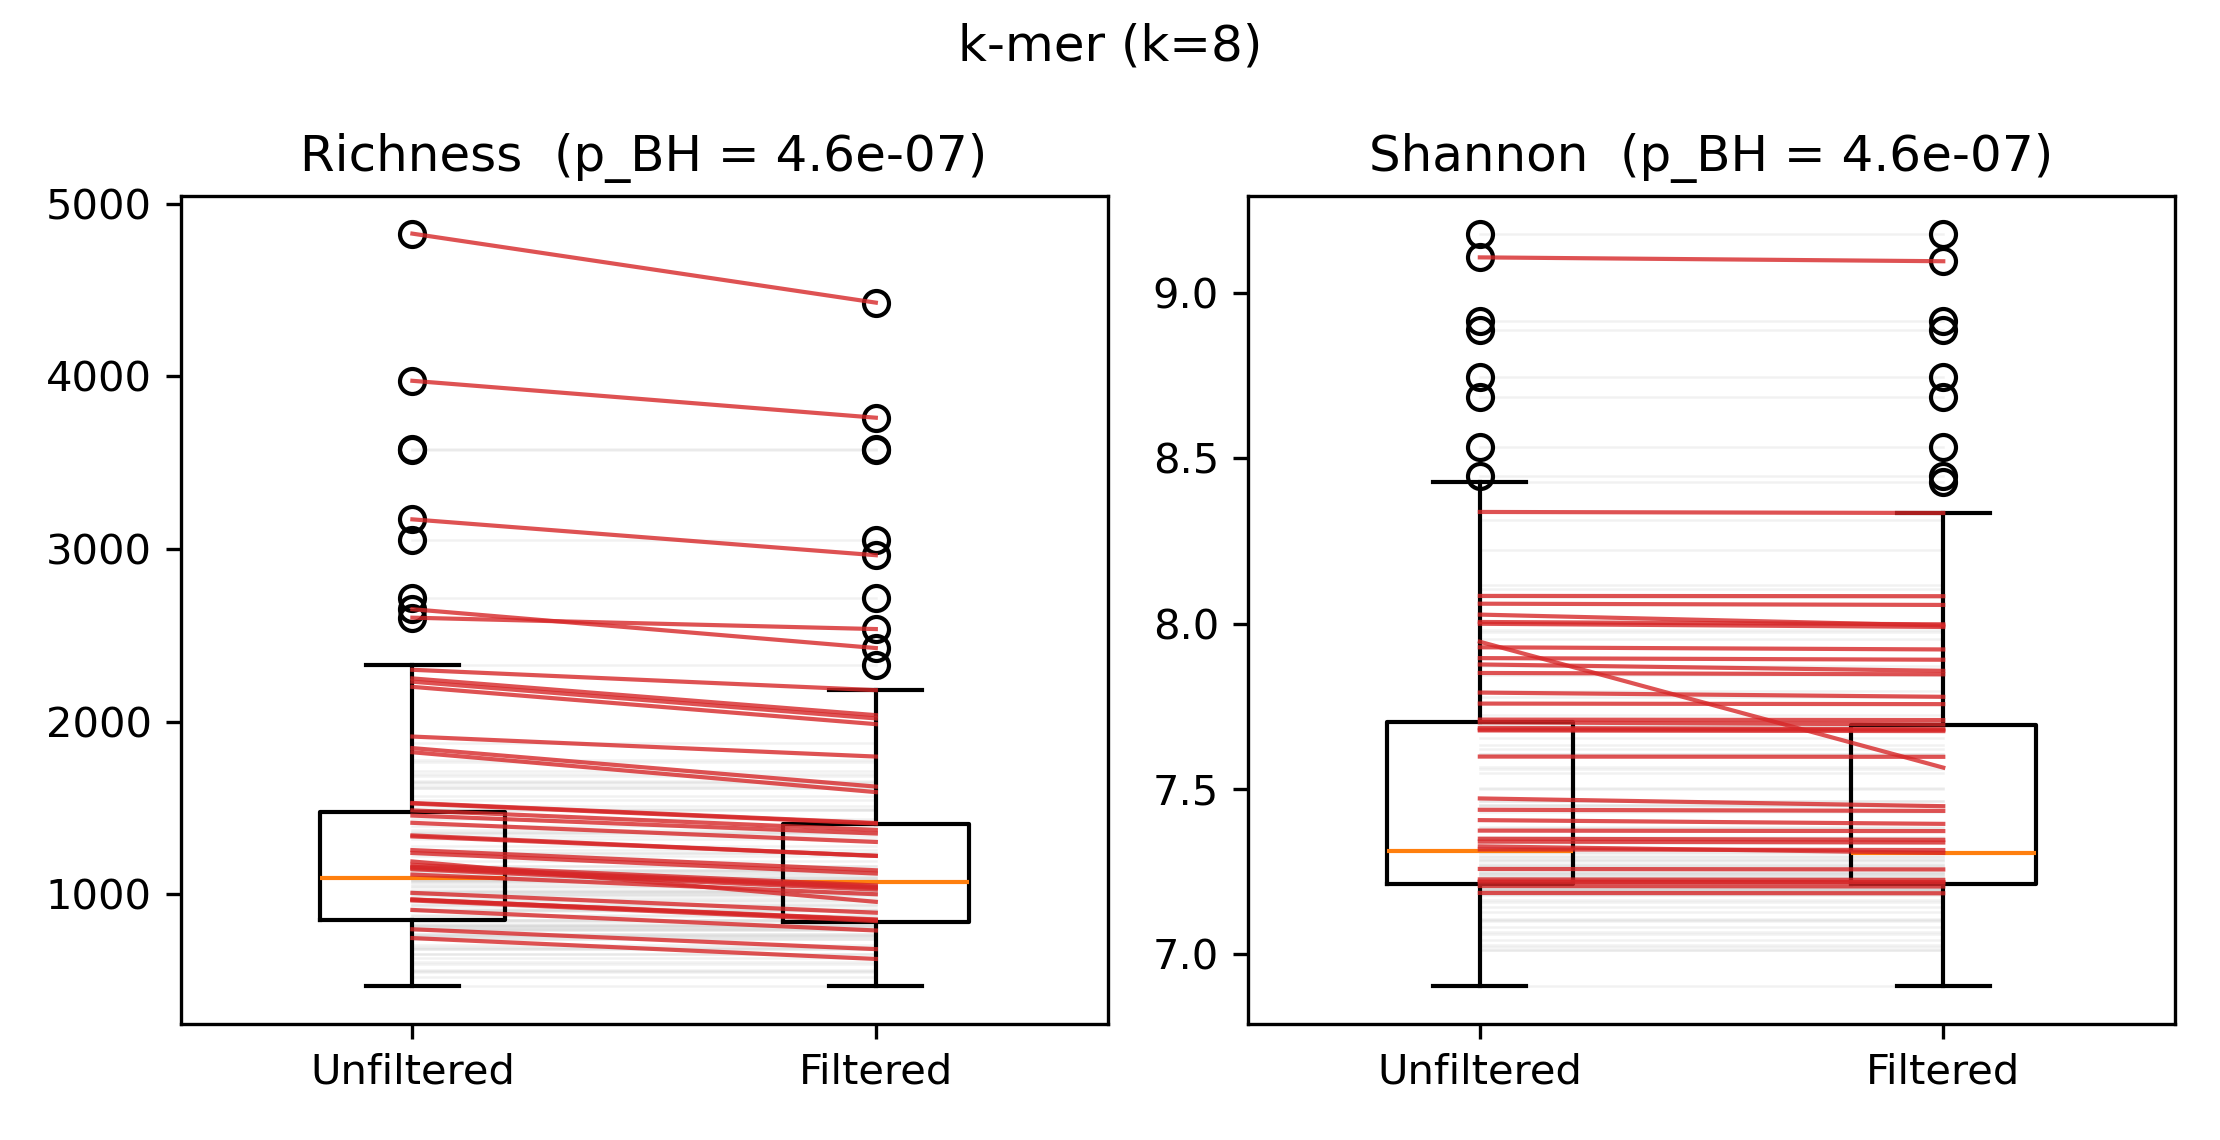 k-mer (k=8)
Richness  (p_BH = 4.6e-07)
5000
4000
3000
2000
1000
Unfiltered
Filtered
Shannon  (p_BH = 4.6e-07)
9.0
8.5
8.0
7.5
7.0
Unfiltered
Filtered